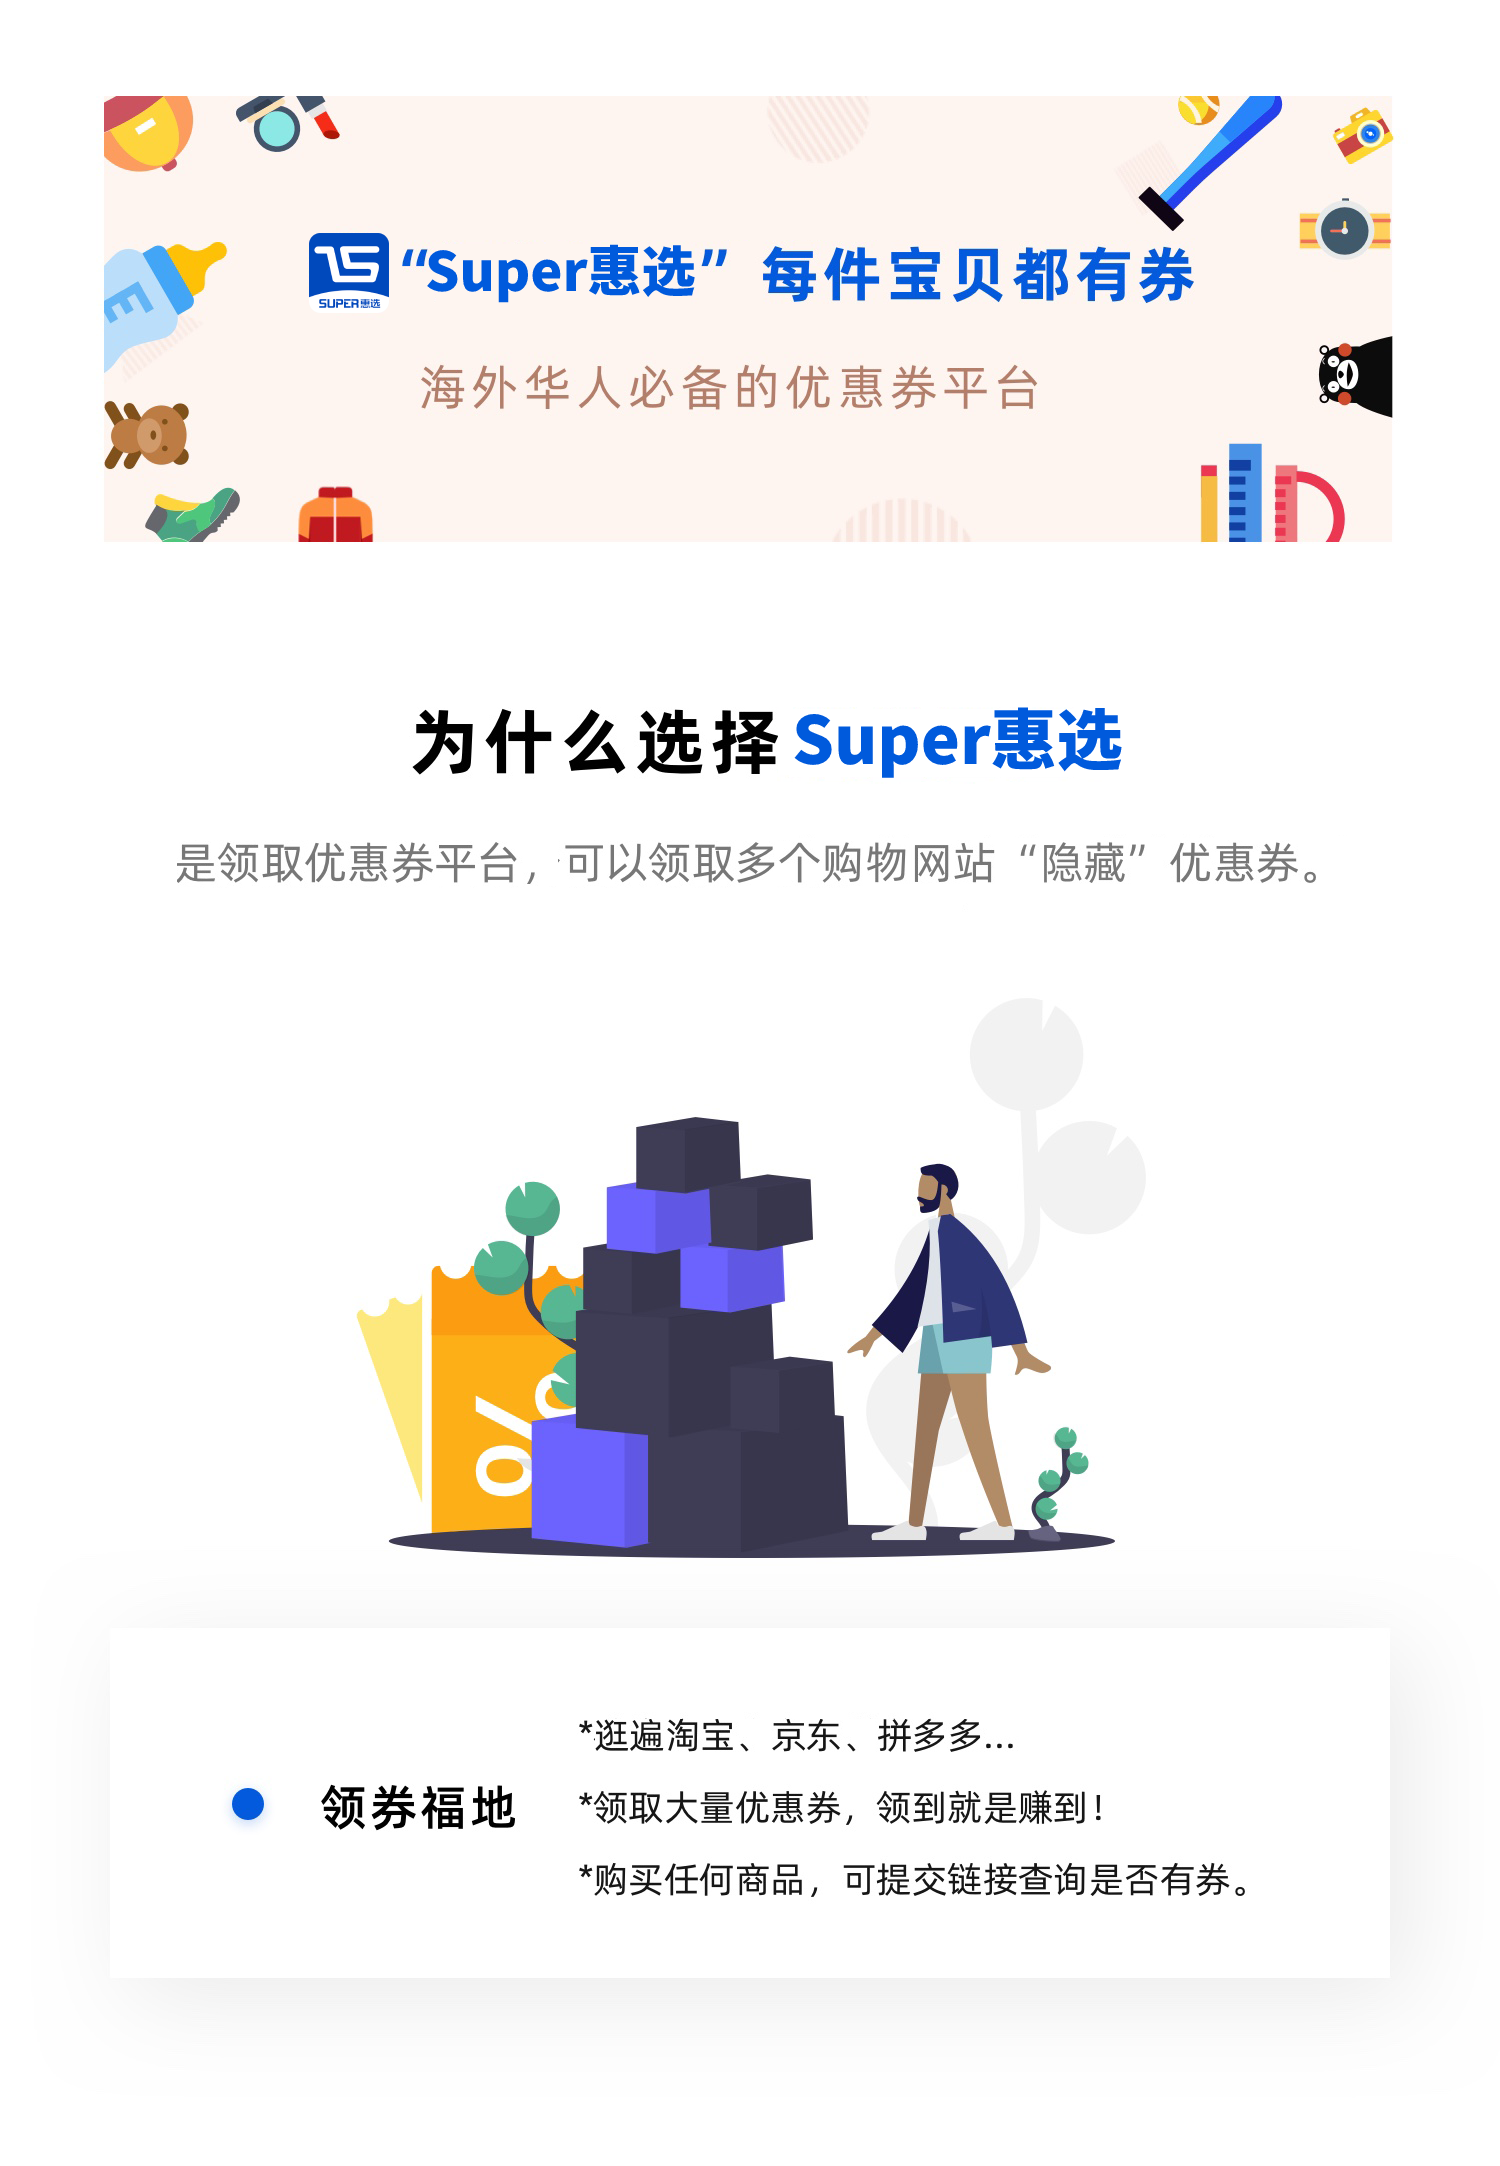 SUPER惠选
“Super惠选” 每件宝贝都有券
海外华人必备的优惠券平台
为什么选择 Super惠选
是领取优惠券平台，可以领取多个购物网站“隐藏”优惠券。
%
*逛遍淘宝、京东、拼多多...
领券福地
*领取大量优惠券，领到就是赚到！
*购买任何商品，可提交链接查询是否有券。